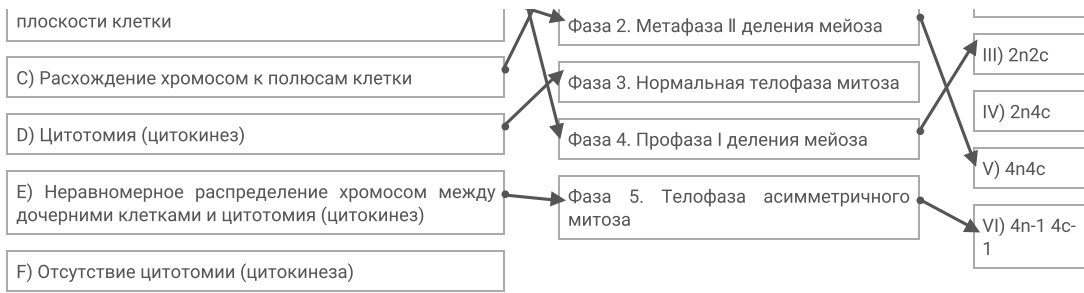 плоскости клетки
C) Расхождение хромосом к полюсам клетки
D) Цитотомия (цитокинез)
E) Неравномерное распределение хромосом между
дочерними клетками и цитотомия (цитокинез)
F) Отсутствие цитотомии (цитокинеза)
Фаза 2. Метафаза II деления мейоза
Фаза 3. Нормальная телофаза митоза
Фаза 4. Профаза I деления мейоза
Фаза 5. Телофаза асимметричного
митоза
III) 2n2c
IV) 2n4c
V) 4n4c
VI) 4n-1 4c-
1